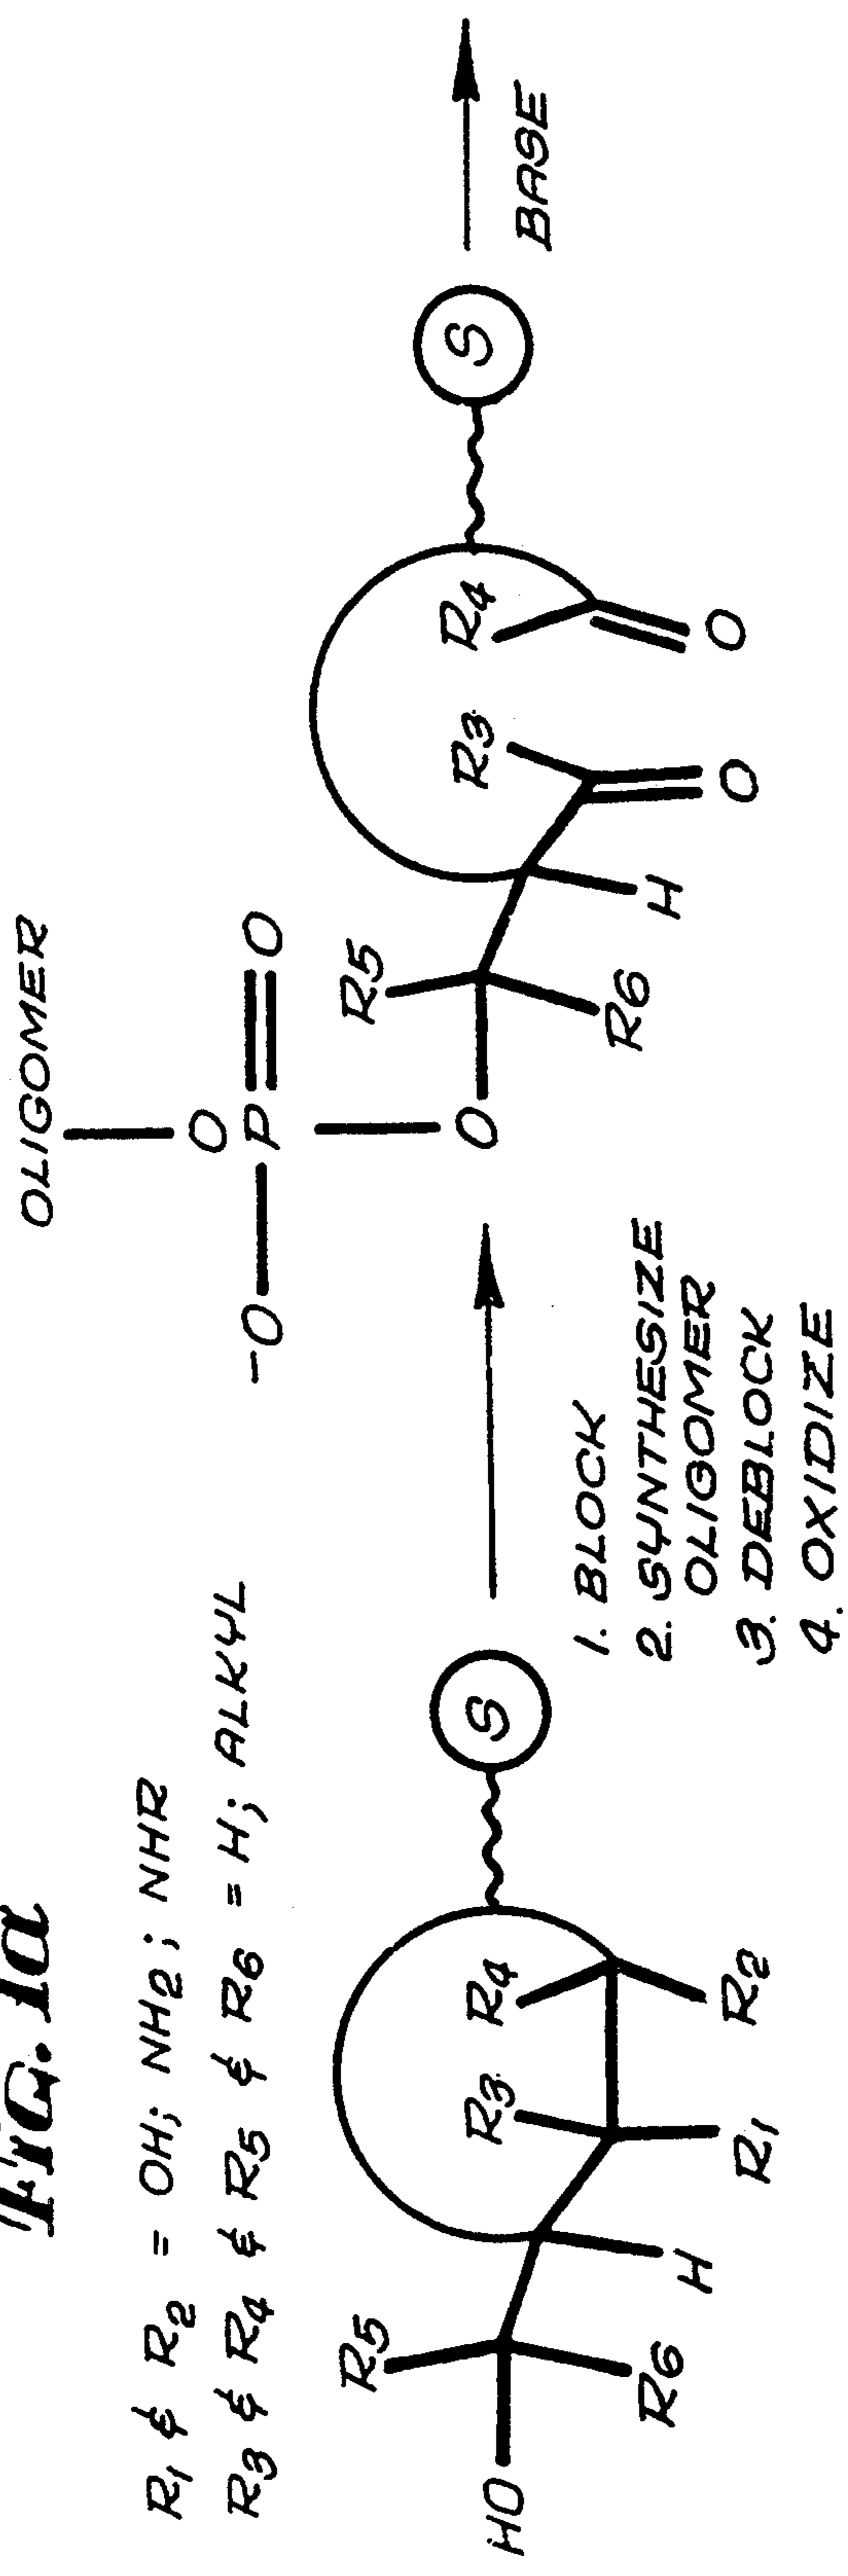 Fig. 1a
R1 & R2 = OH; NH2; NHR
R3 & R4 & R5 & R6 = H; ALKYL
HO
R5
R6
H
R3
R1
R4
R2
S
1. BLOCK
2. SYNTHESIZE
OLIGOMER
3. DEBLOCK
4. OXIDIZE
OLIGOMER
O
-O
P
O
O
R5
R6
H
R3
O
R4
O
S
BASE